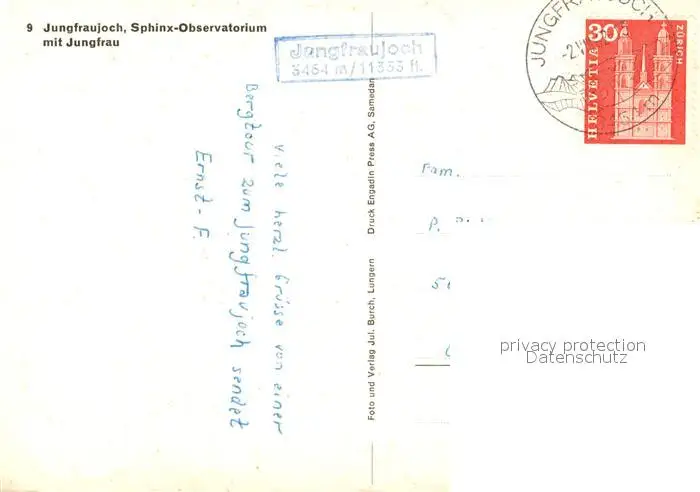 9 Jungfraujoch, Sphinx-Observatorium
mit Jungfrau
Jungfraujoch
3454 m/11333 ft.
JUNGFRAUJOCH
HELVETIA
30
ZÜRICH
viele herzl. Grüsse von einer
Bergtour zum Jungfraujoch sendet
Ernst - F.
Foto und Verlag Jul. Burch, Lungern Druck Engadin Press AG, Samedan
Fam.
P.
privacy protection
Datenschutz